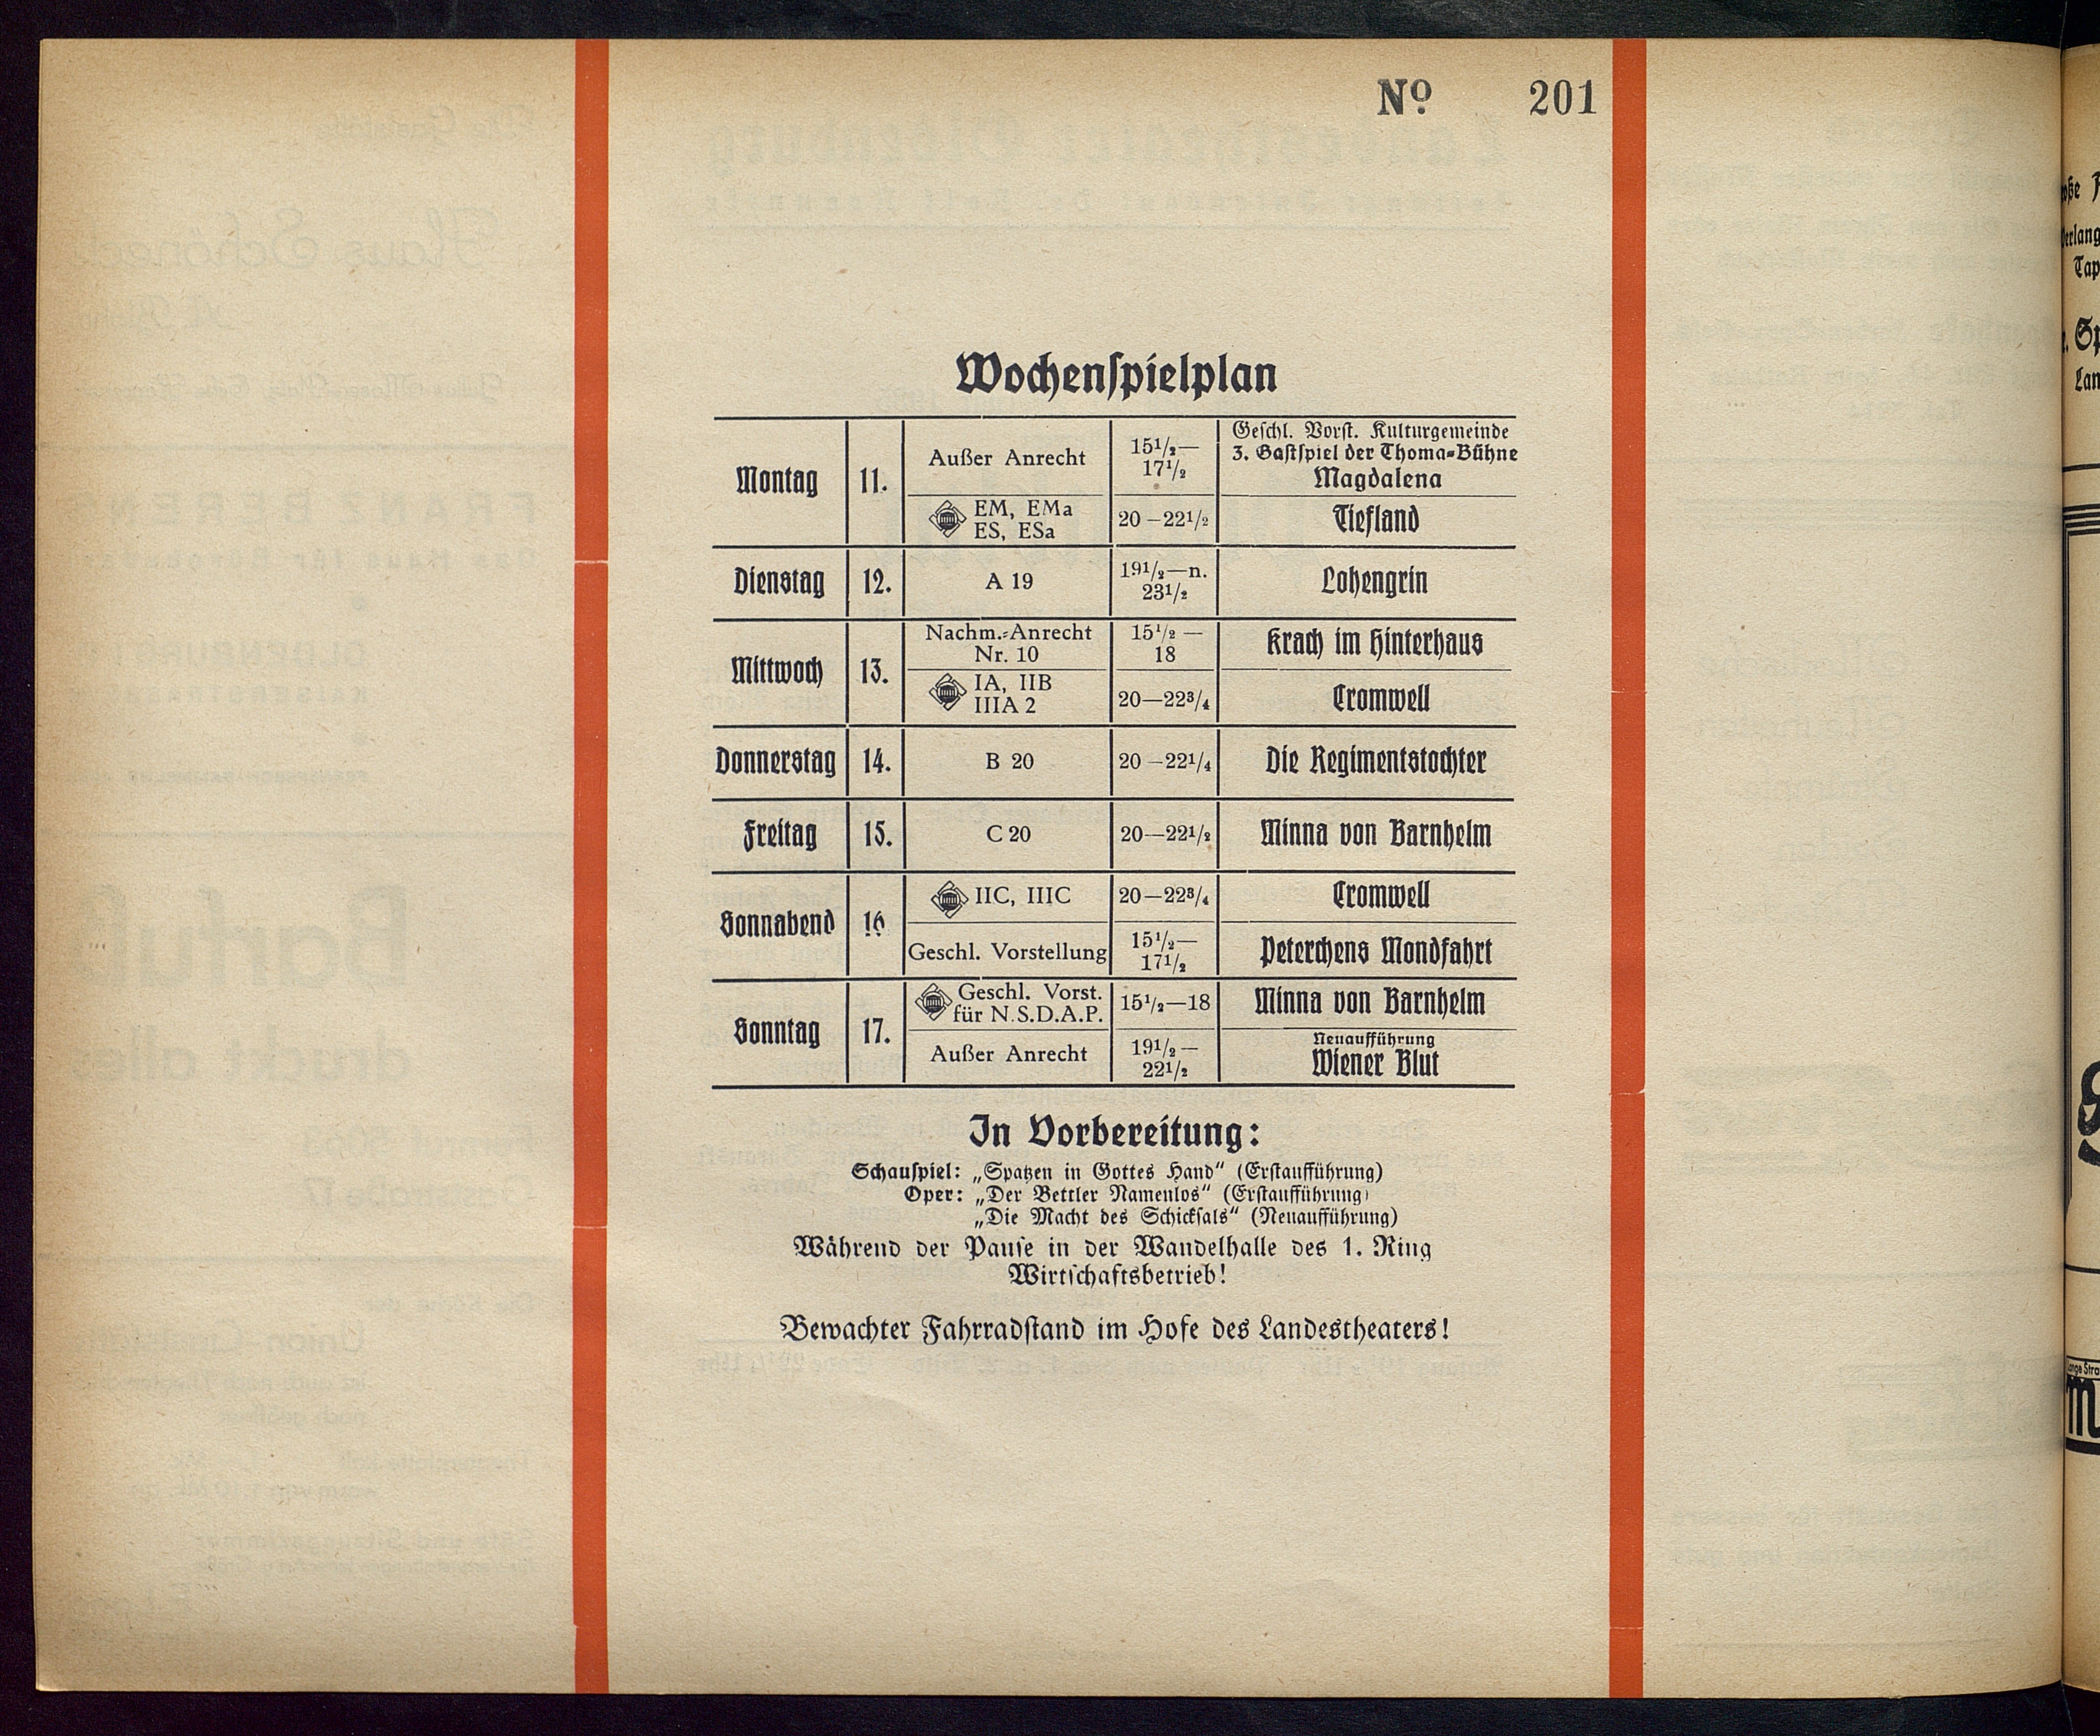 Nº 201
Wochenspielplan
Montag 11. Außer Anrecht 15½— 17½ Geschl. Vorst. Kulturgemeinde
3. Gastspiel der Thoma-Bühne
Magdalena
EM, EMa
ES, ESa 20–22½ Tiefland
Dienstag 12. A 19 19½—n. 23½ Lohengrin
Mittwoch 13. Nachm.-Anrecht
Nr. 10 15½— 18 Krach im Hinterhaus
IA, IIB
IIIA 2 20—22¾ Cromwell
Donnerstag 14. B 20 20–22¼ Die Regimentstochter
Freitag 15. C 20 20—22½ Minna von Barnhelm
Sonnabend 16. IIC, IIIC 20—22¾ Cromwell
Geschl. Vorstellung 15½— 17½ Peterchens Mondfahrt
Sonntag 17. Geschl. Vorst.
für N.S.D.A.P. 15½—18 Minna von Barnhelm
Außer Anrecht 19½— 22½ Neuaufführung
Wiener Blut
In Vorbereitung:
Schauspiel: „Spatzen in Gottes Hand“ (Erstaufführung)
Oper: „Der Bettler Namenlos“ (Erstaufführung)
„Die Macht des Schicksals“ (Neuaufführung)
Während der Pause in der Wandelhalle des 1. Ring
Wirtschaftsbetrieb!
Bewachter Fahrradstand im Hofe des Landestheaters!